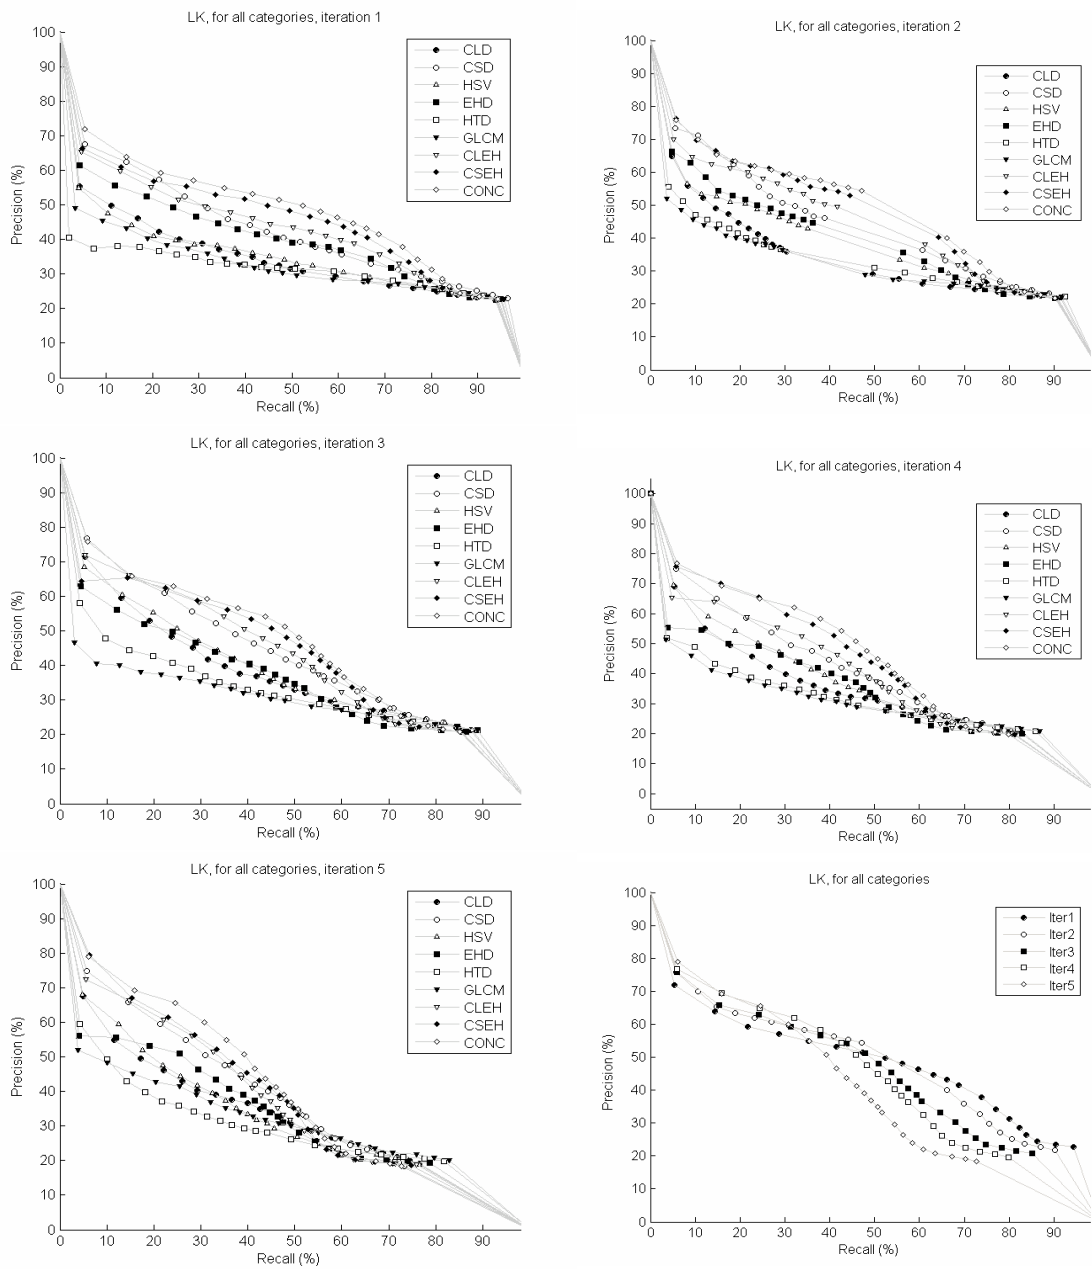 LK, for all categories, iteration 1
100
90
80
70
60
50
40
30
20
10
0
Precision (%)
0 10 20 30 40 50 60 70 80 90
Recall (%)
CLD
CSD
HSV
EHD
HTD
GLCM
CLEH
CSEH
CONC
LK, for all categories, iteration 2
100
90
80
70
60
50
40
30
20
10
0
Precision (%)
0 10 20 30 40 50 60 70 80 90
Recall (%)
CLD
CSD
HSV
EHD
HTD
GLCM
CLEH
CSEH
CONC
LK, for all categories, iteration 3
100
90
80
70
60
50
40
30
20
10
0
Precision (%)
0 10 20 30 40 50 60 70 80 90
Recall (%)
CLD
CSD
HSV
EHD
HTD
GLCM
CLEH
CSEH
CONC
LK, for all categories, iteration 4
100
90
80
70
60
50
40
30
20
10
0
Precision (%)
0 10 20 30 40 50 60 70 80 90
Recall (%)
CLD
CSD
HSV
EHD
HTD
GLCM
CLEH
CSEH
CONC
LK, for all categories, iteration 5
100
90
80
70
60
50
40
30
20
10
0
Precision (%)
0 10 20 30 40 50 60 70 80 90
Recall (%)
CLD
CSD
HSV
EHD
HTD
GLCM
CLEH
CSEH
CONC
LK, for all categories
100
90
80
70
60
50
40
30
20
10
0
Precision (%)
0 10 20 30 40 50 60 70 80 90
Recall (%)
Iter1
Iter2
Iter3
Iter4
Iter5